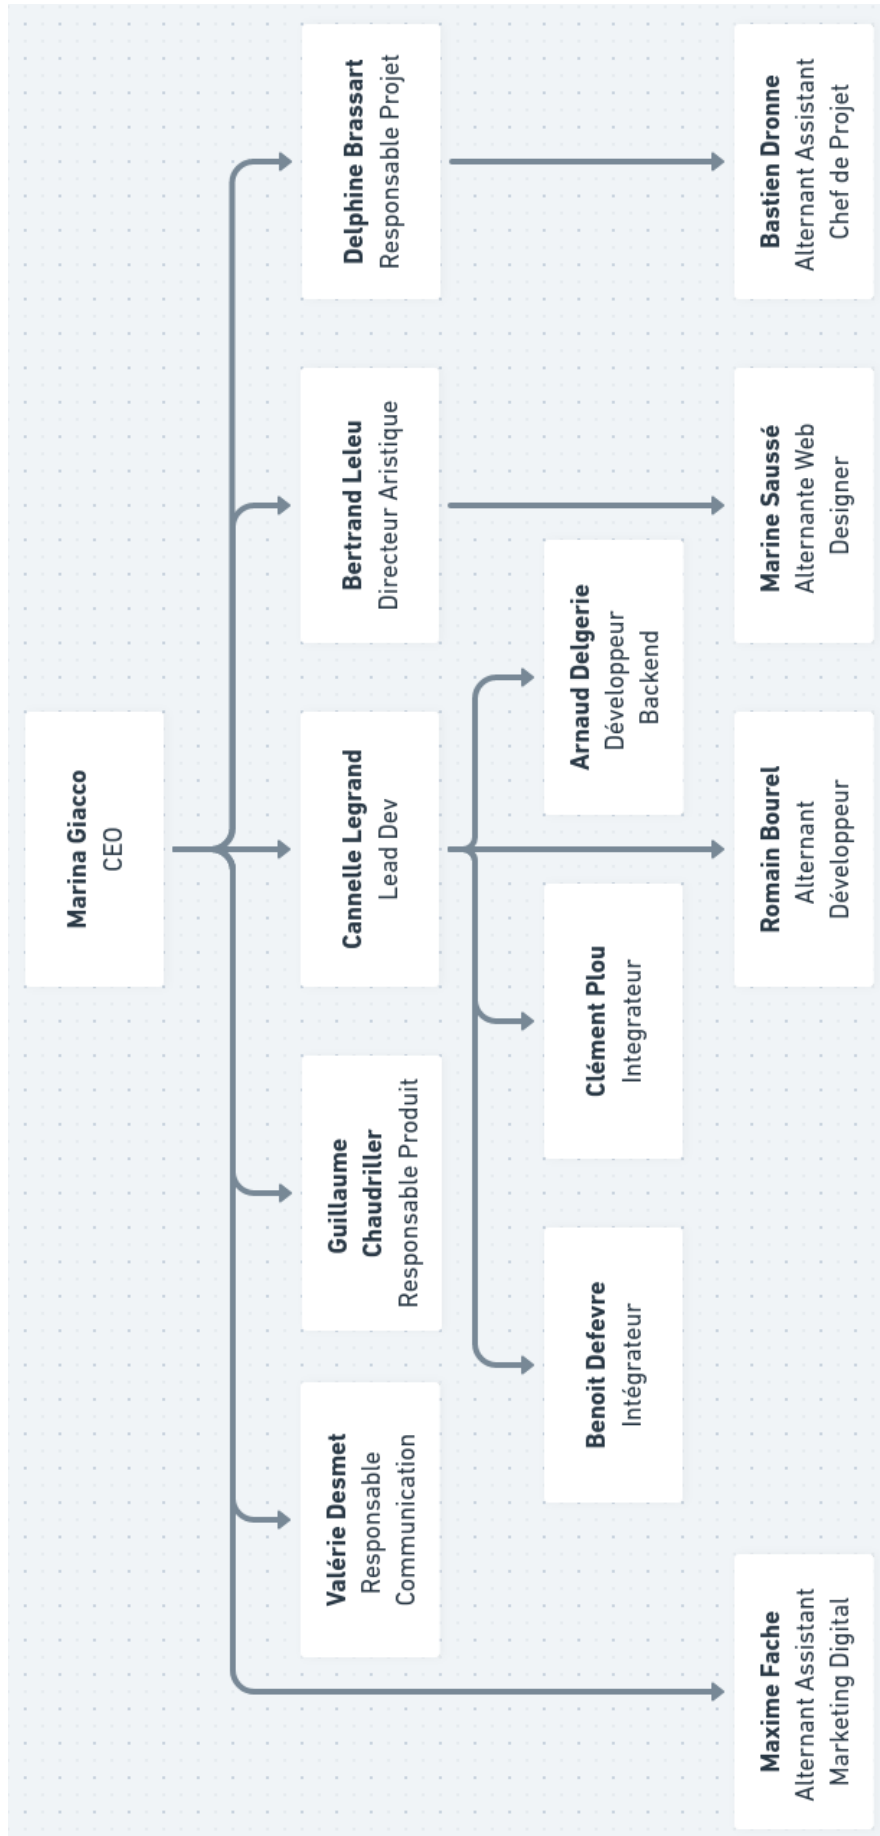 Marina Giacco
CEO
Valérie Desmet
Responsable
Communication
Guillaume
Chaudriller
Responsable Produit
Cannelle Legrand
Lead Dev
Bertrand Leleu
Directeur Aristique
Delphine Brassart
Responsable Projet
Benoit Defevre
Intégrateur
Clément Plou
Integrateur
Arnaud Delgerie
Développeur
Backend
Maxime Fache
Alternant Assistant
Marketing Digital
Romain Bourel
Alternant
Développeur
Marine Saussé
Alternante Web
Designer
Bastien Dronne
Alternant Assistant
Chef de Projet